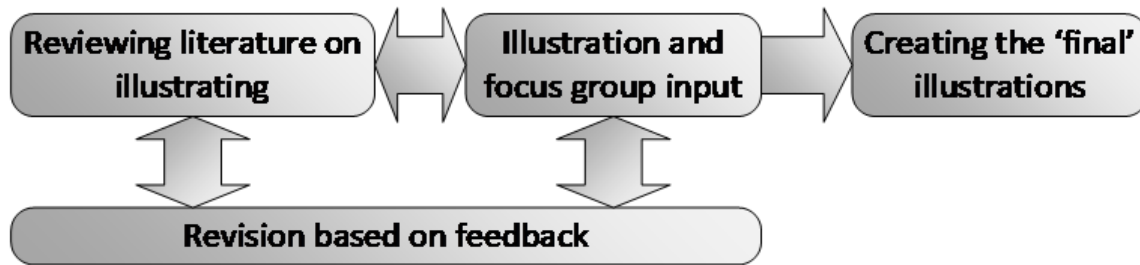 Reviewing literature on
illustrating
Illustration and
focus group input
Creating the ‘final’
illustrations
Revision based on feedback